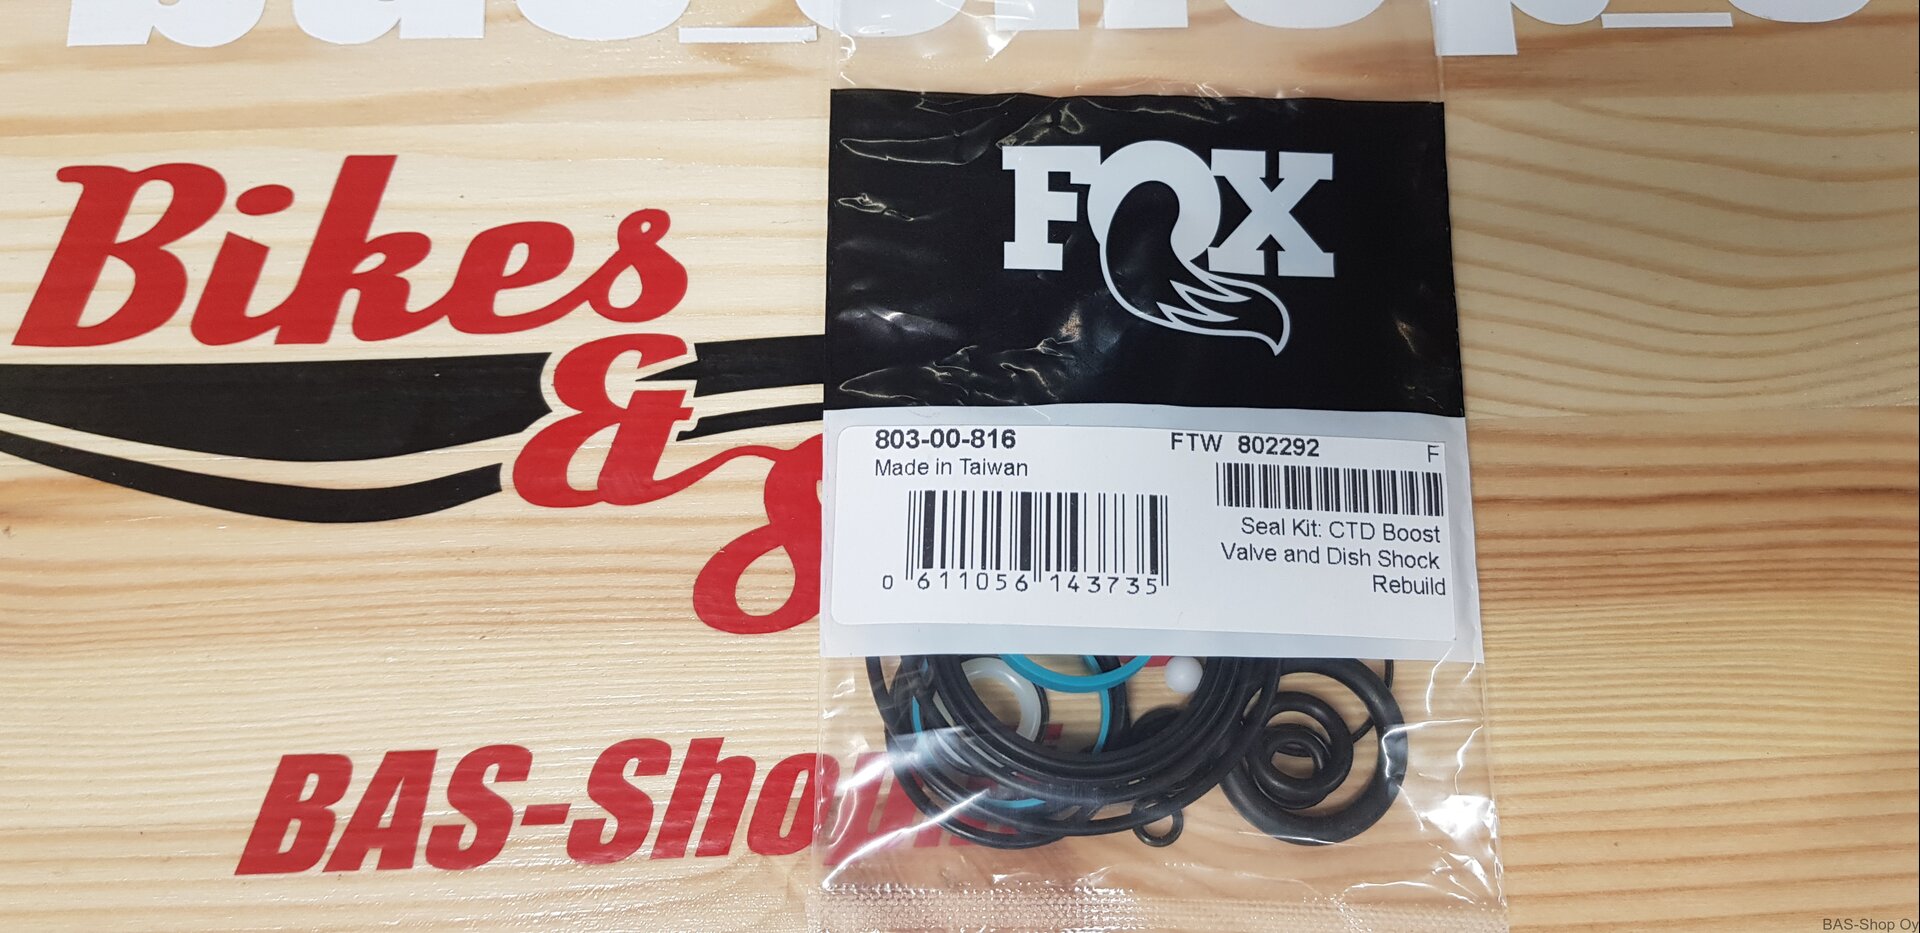 Bikes
&
FOX
803-00-816
Made in Taiwan
FTW 802292 F
0 611056 143735
Seal Kit: CTD Boost
Valve and Dish Shock
Rebuild
BAS-Shop
BAS-Shop Oy